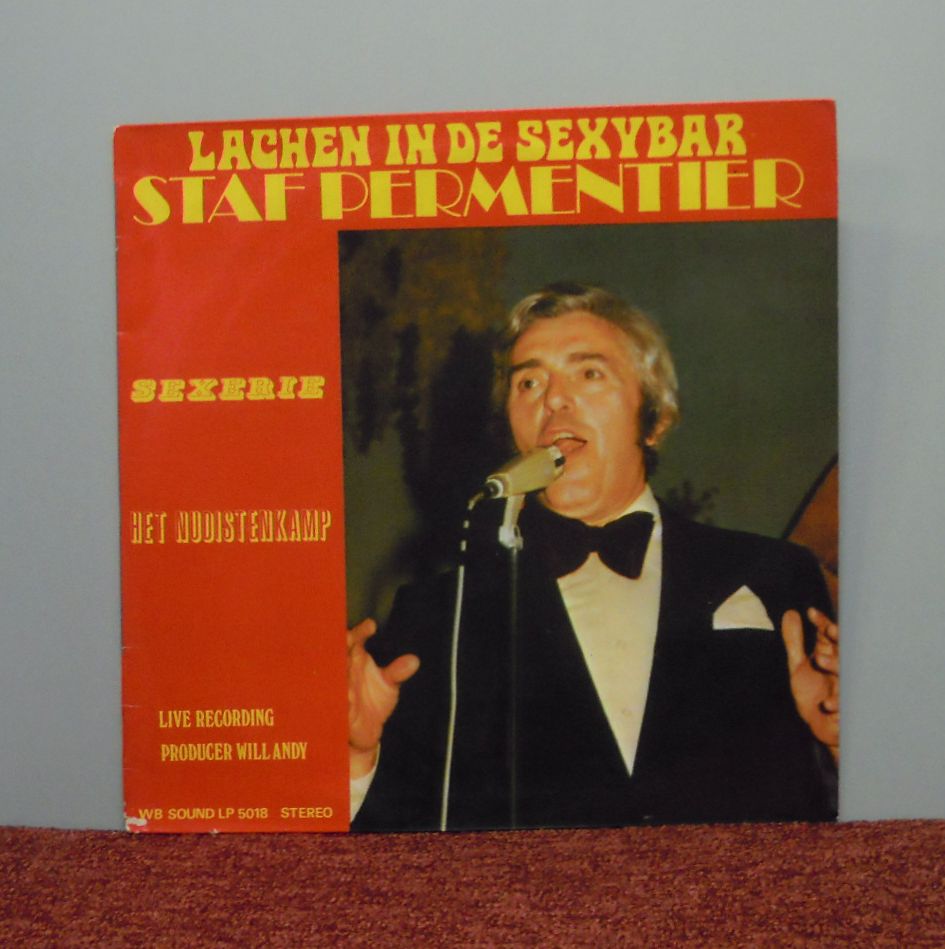 LACHEN IN DE SEXYBAR
STAF PERMENTIER
SEXERIE
HET NUDISTENKAMP
LIVE RECORDING
PRODUCER WILL ANDY
WB SOUND LP 5018 STEREO